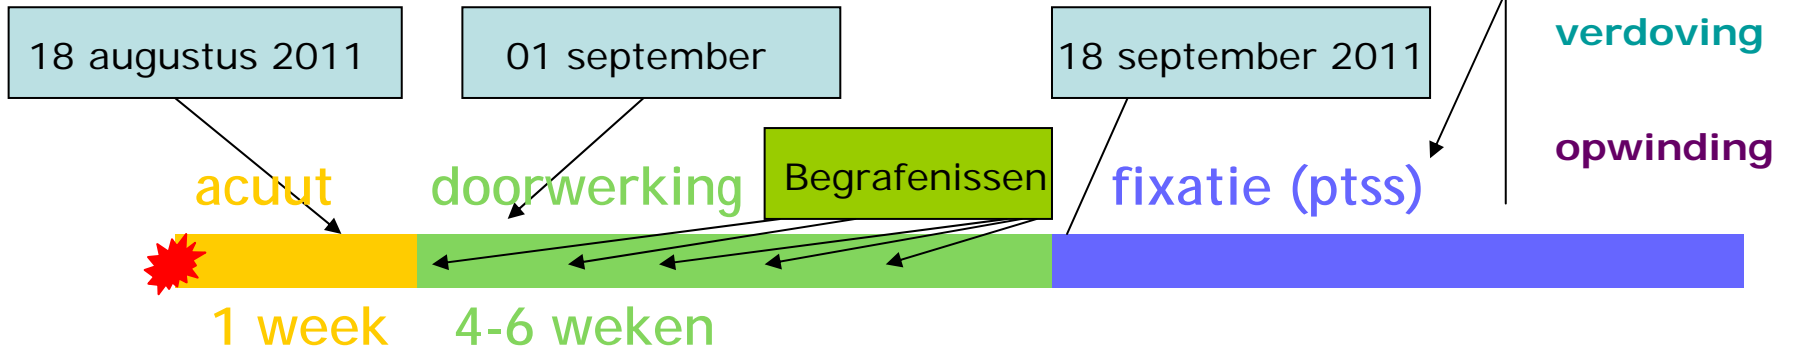 18 augustus 2011
01 september
18 september 2011
verdoving
opwinding
Begrafenissen
acuut
doorwerking
fixatie (ptss)
1 week
4-6 weken